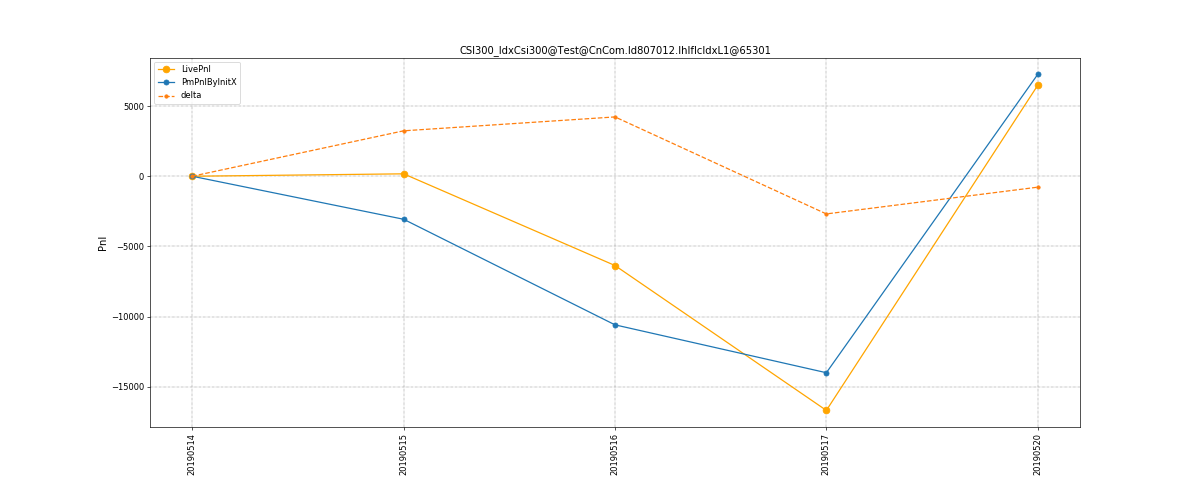 CSI300_IdxCsi300@Test@CnCom.Id807012.IhIfIcIdxL1@65301
LivePnl
PmPnlByInitX
delta
5000
0
−5000
−10000
−15000
Pnl
20190514
20190515
20190516
20190517
20190520